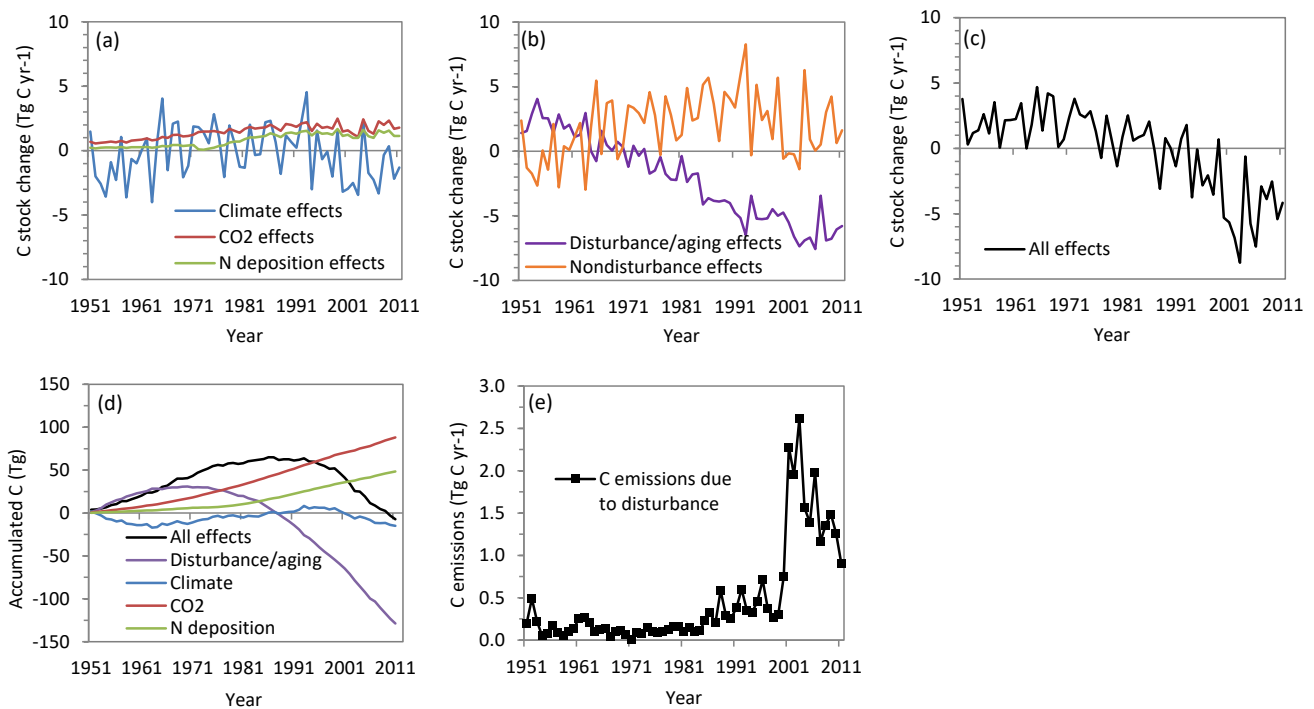 (a)
C stock change (Tg C yr-1)
10
5
0
-5
-10
Climate effects
CO2 effects
N deposition effects
1951 1961 1971 1981 1991 2001 2011
Year
(b)
C stock change (Tg C yr-1)
10
5
0
-5
-10
Disturbance/aging effects
Nondisturbance effects
1951 1961 1971 1981 1991 2001 2011
Year
(c)
C stock change (Tg C yr-1)
10
5
0
-5
-10
All effects
1951 1961 1971 1981 1991 2001 2011
Year
(d)
Accumulated C (Tg)
150
100
50
0
-50
-100
-150
All effects
Disturbance/aging
Climate
CO2
N deposition
1951 1961 1971 1981 1991 2001 2011
Year
(e)
C emissions (Tg C yr-1)
3.0
2.5
2.0
1.5
1.0
0.5
0.0
C emissions due
to disturbance
1951 1961 1971 1981 1991 2001 2011
Year